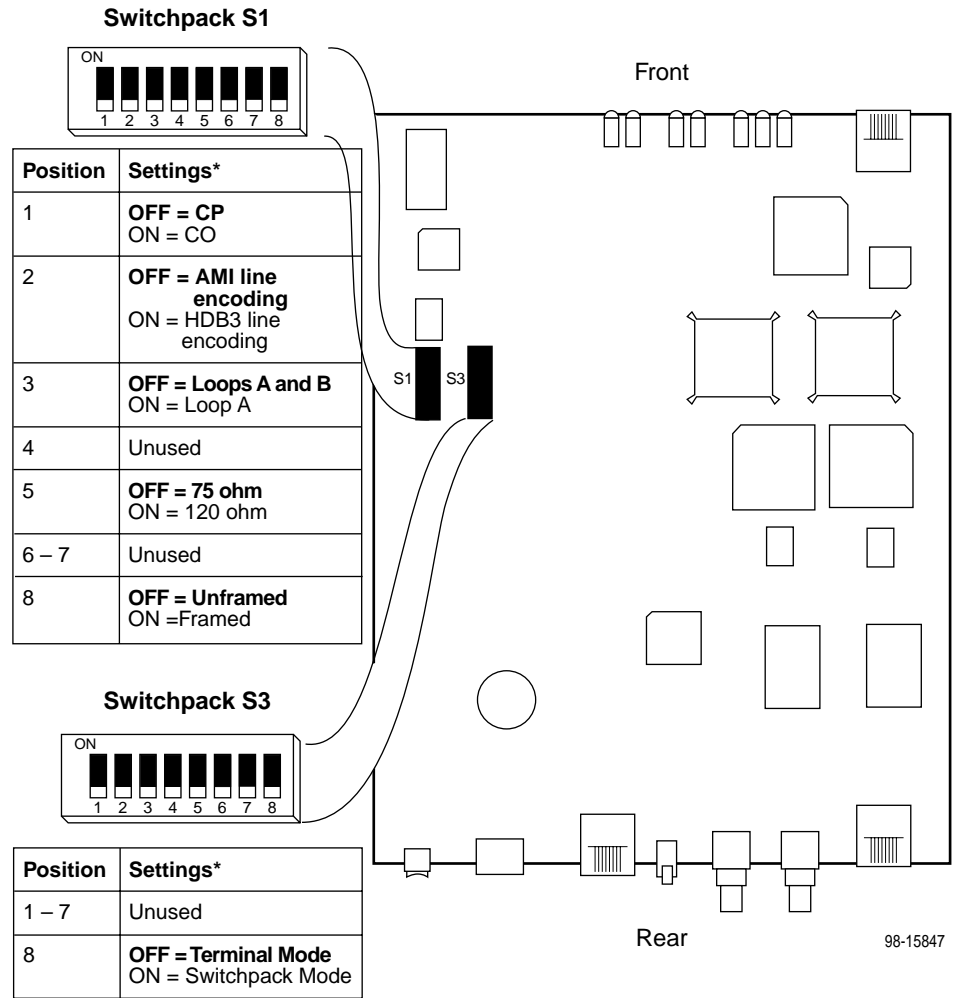 Switchpack S1
ON
1 2 3 4 5 6 7 8
Position Settings*
1 OFF = CP
ON = CO
2 OFF = AMI line
encoding
ON = HDB3 line
encoding
3 OFF = Loops A and B
ON = Loop A
4 Unused
5 OFF = 75 ohm
ON = 120 ohm
6 – 7 Unused
8 OFF = Unframed
ON =Framed
Front
S1 S3
Switchpack S3
ON
1 2 3 4 5 6 7 8
Position Settings*
1 – 7 Unused
8 OFF = Terminal Mode
ON = Switchpack Mode
Rear
98-15847